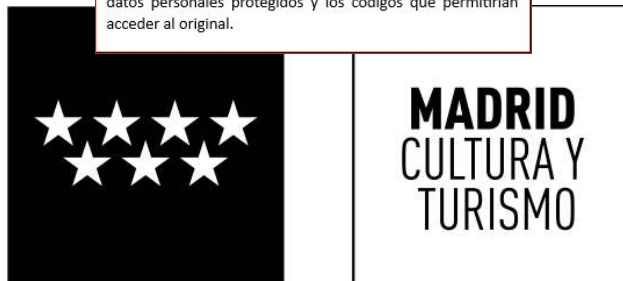 datos personales protegidos y los códigos que permitirían
acceder al original.
MADRID
CULTURA Y
TURISMO